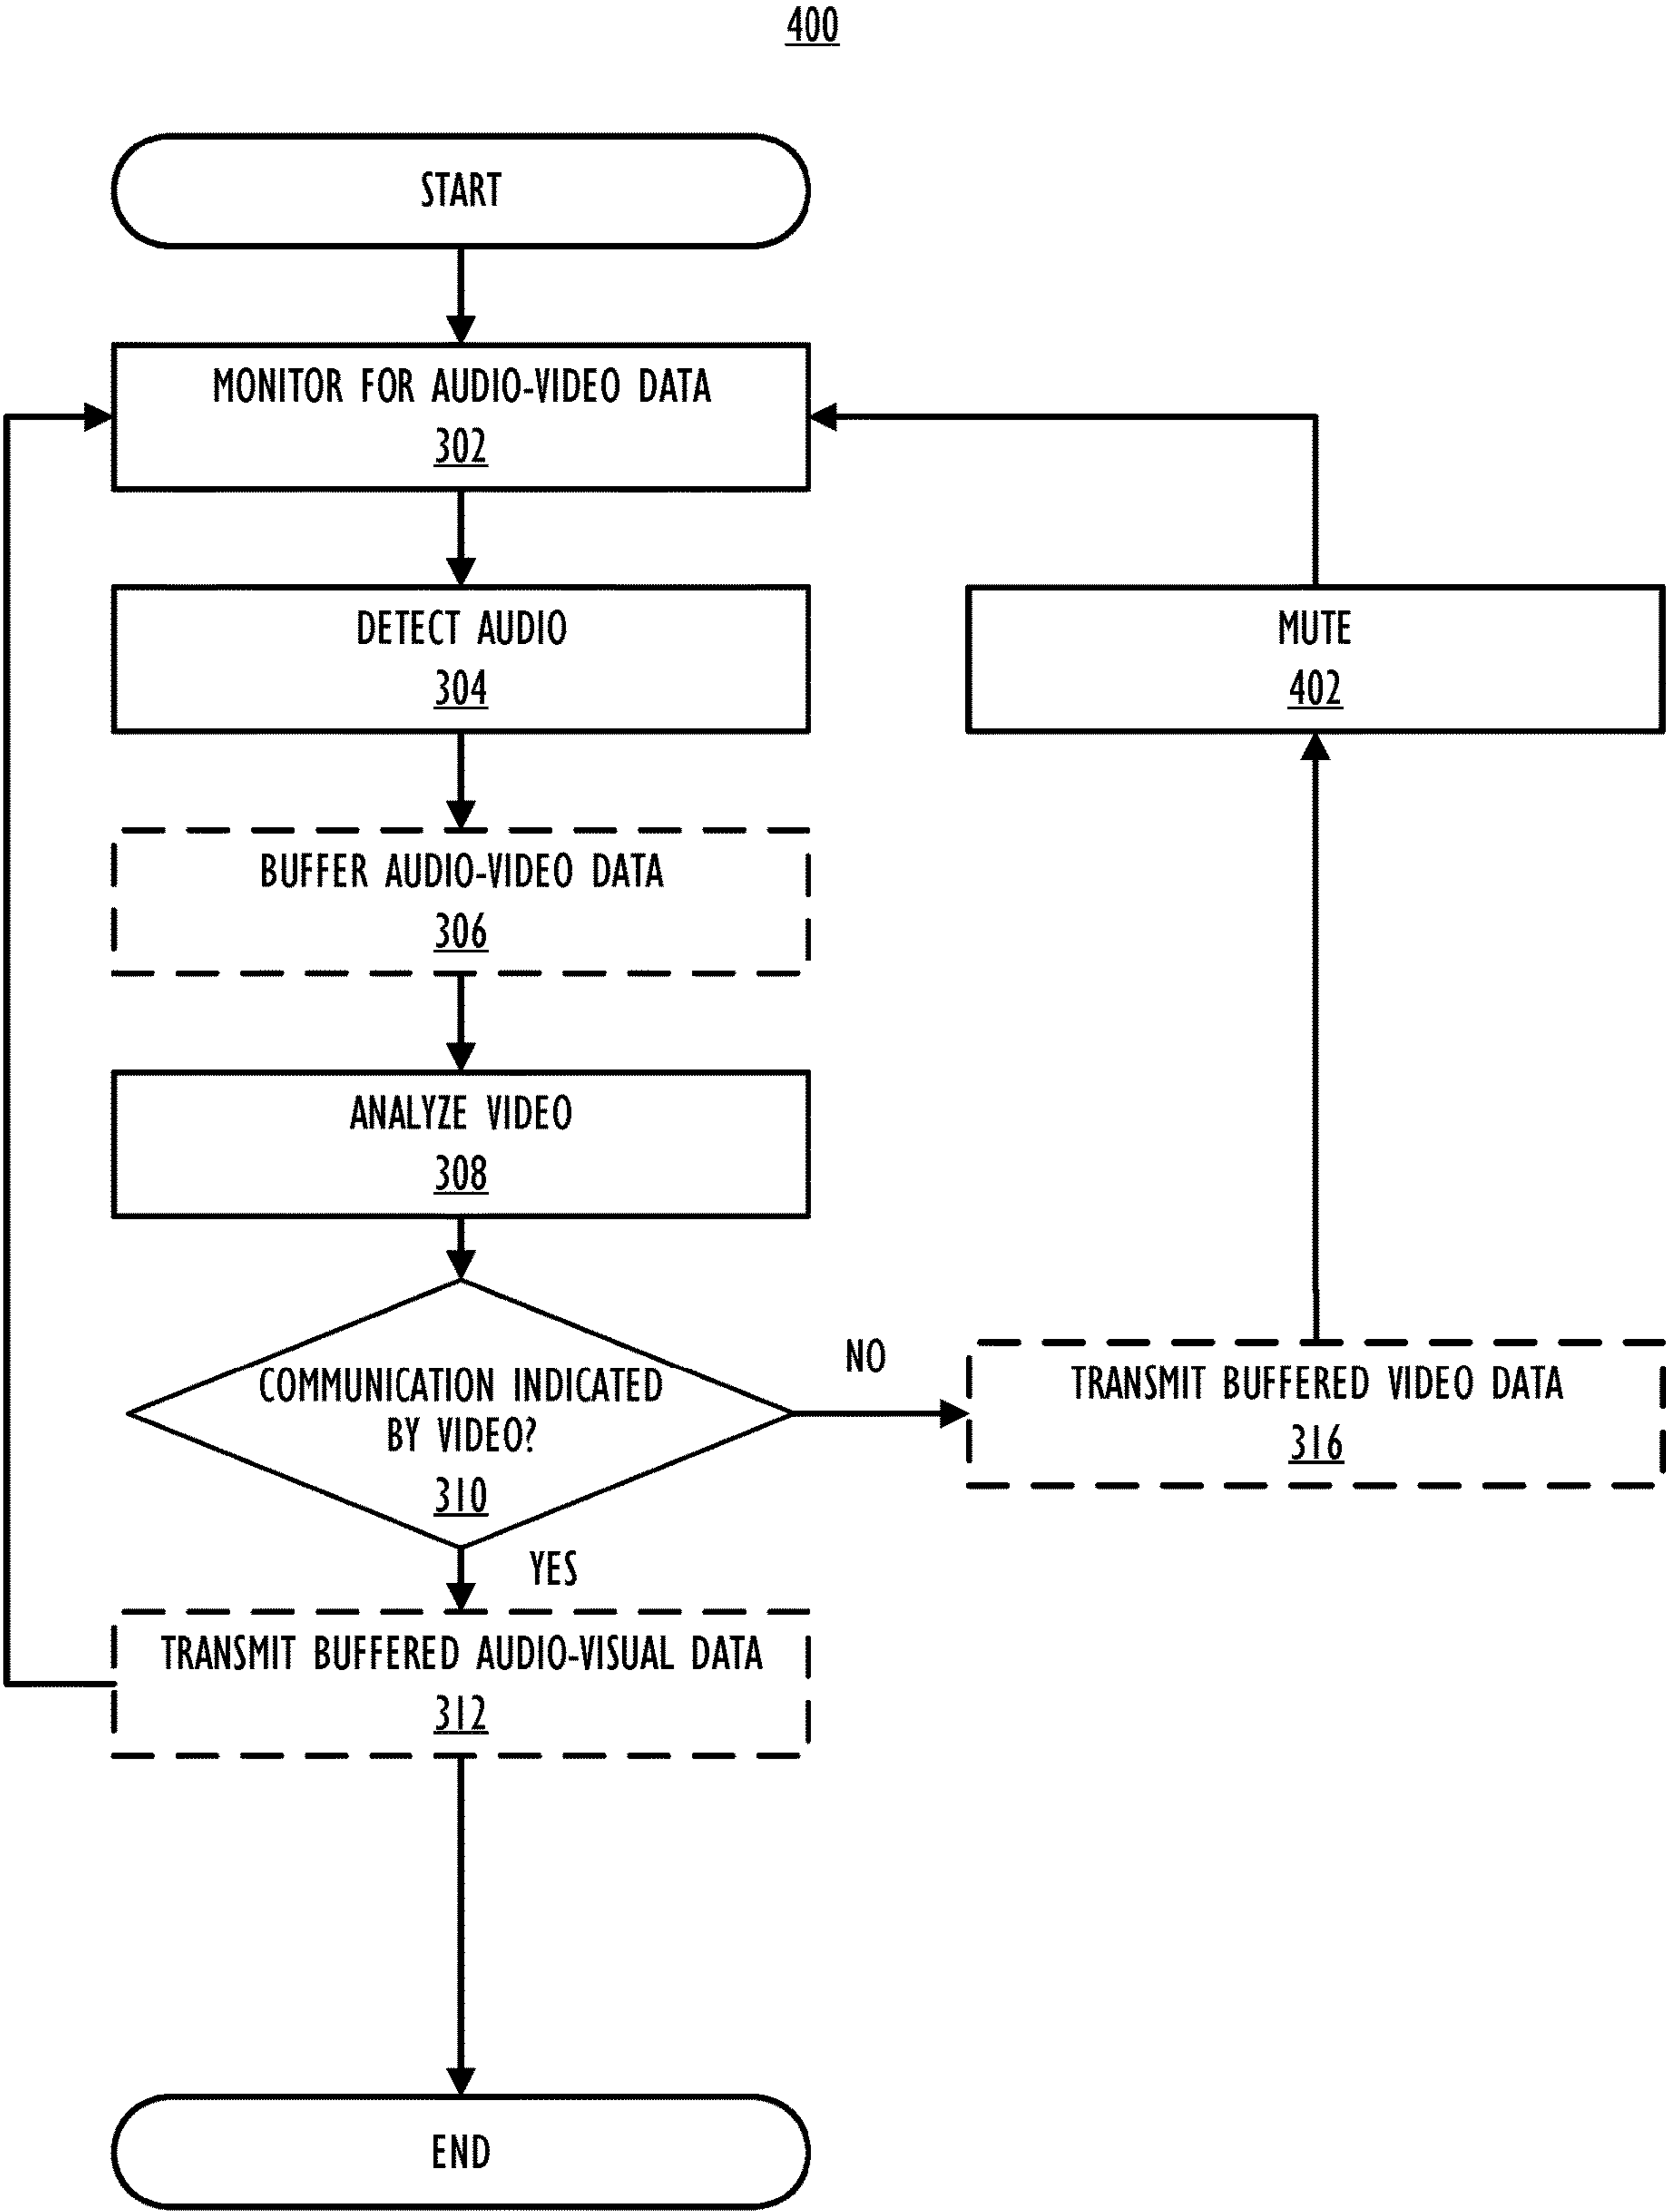 400
START
MONITOR FOR AUDIO-VIDEO DATA
302
DETECT AUDIO
304
MUTE
402
BUFFER AUDIO-VIDEO DATA
306
ANALYZE VIDEO
308
COMMUNICATION INDICATED
BY VIDEO?
310
NO
TRANSMIT BUFFERED VIDEO DATA
316
YES
TRANSMIT BUFFERED AUDIO-VISUAL DATA
312
END